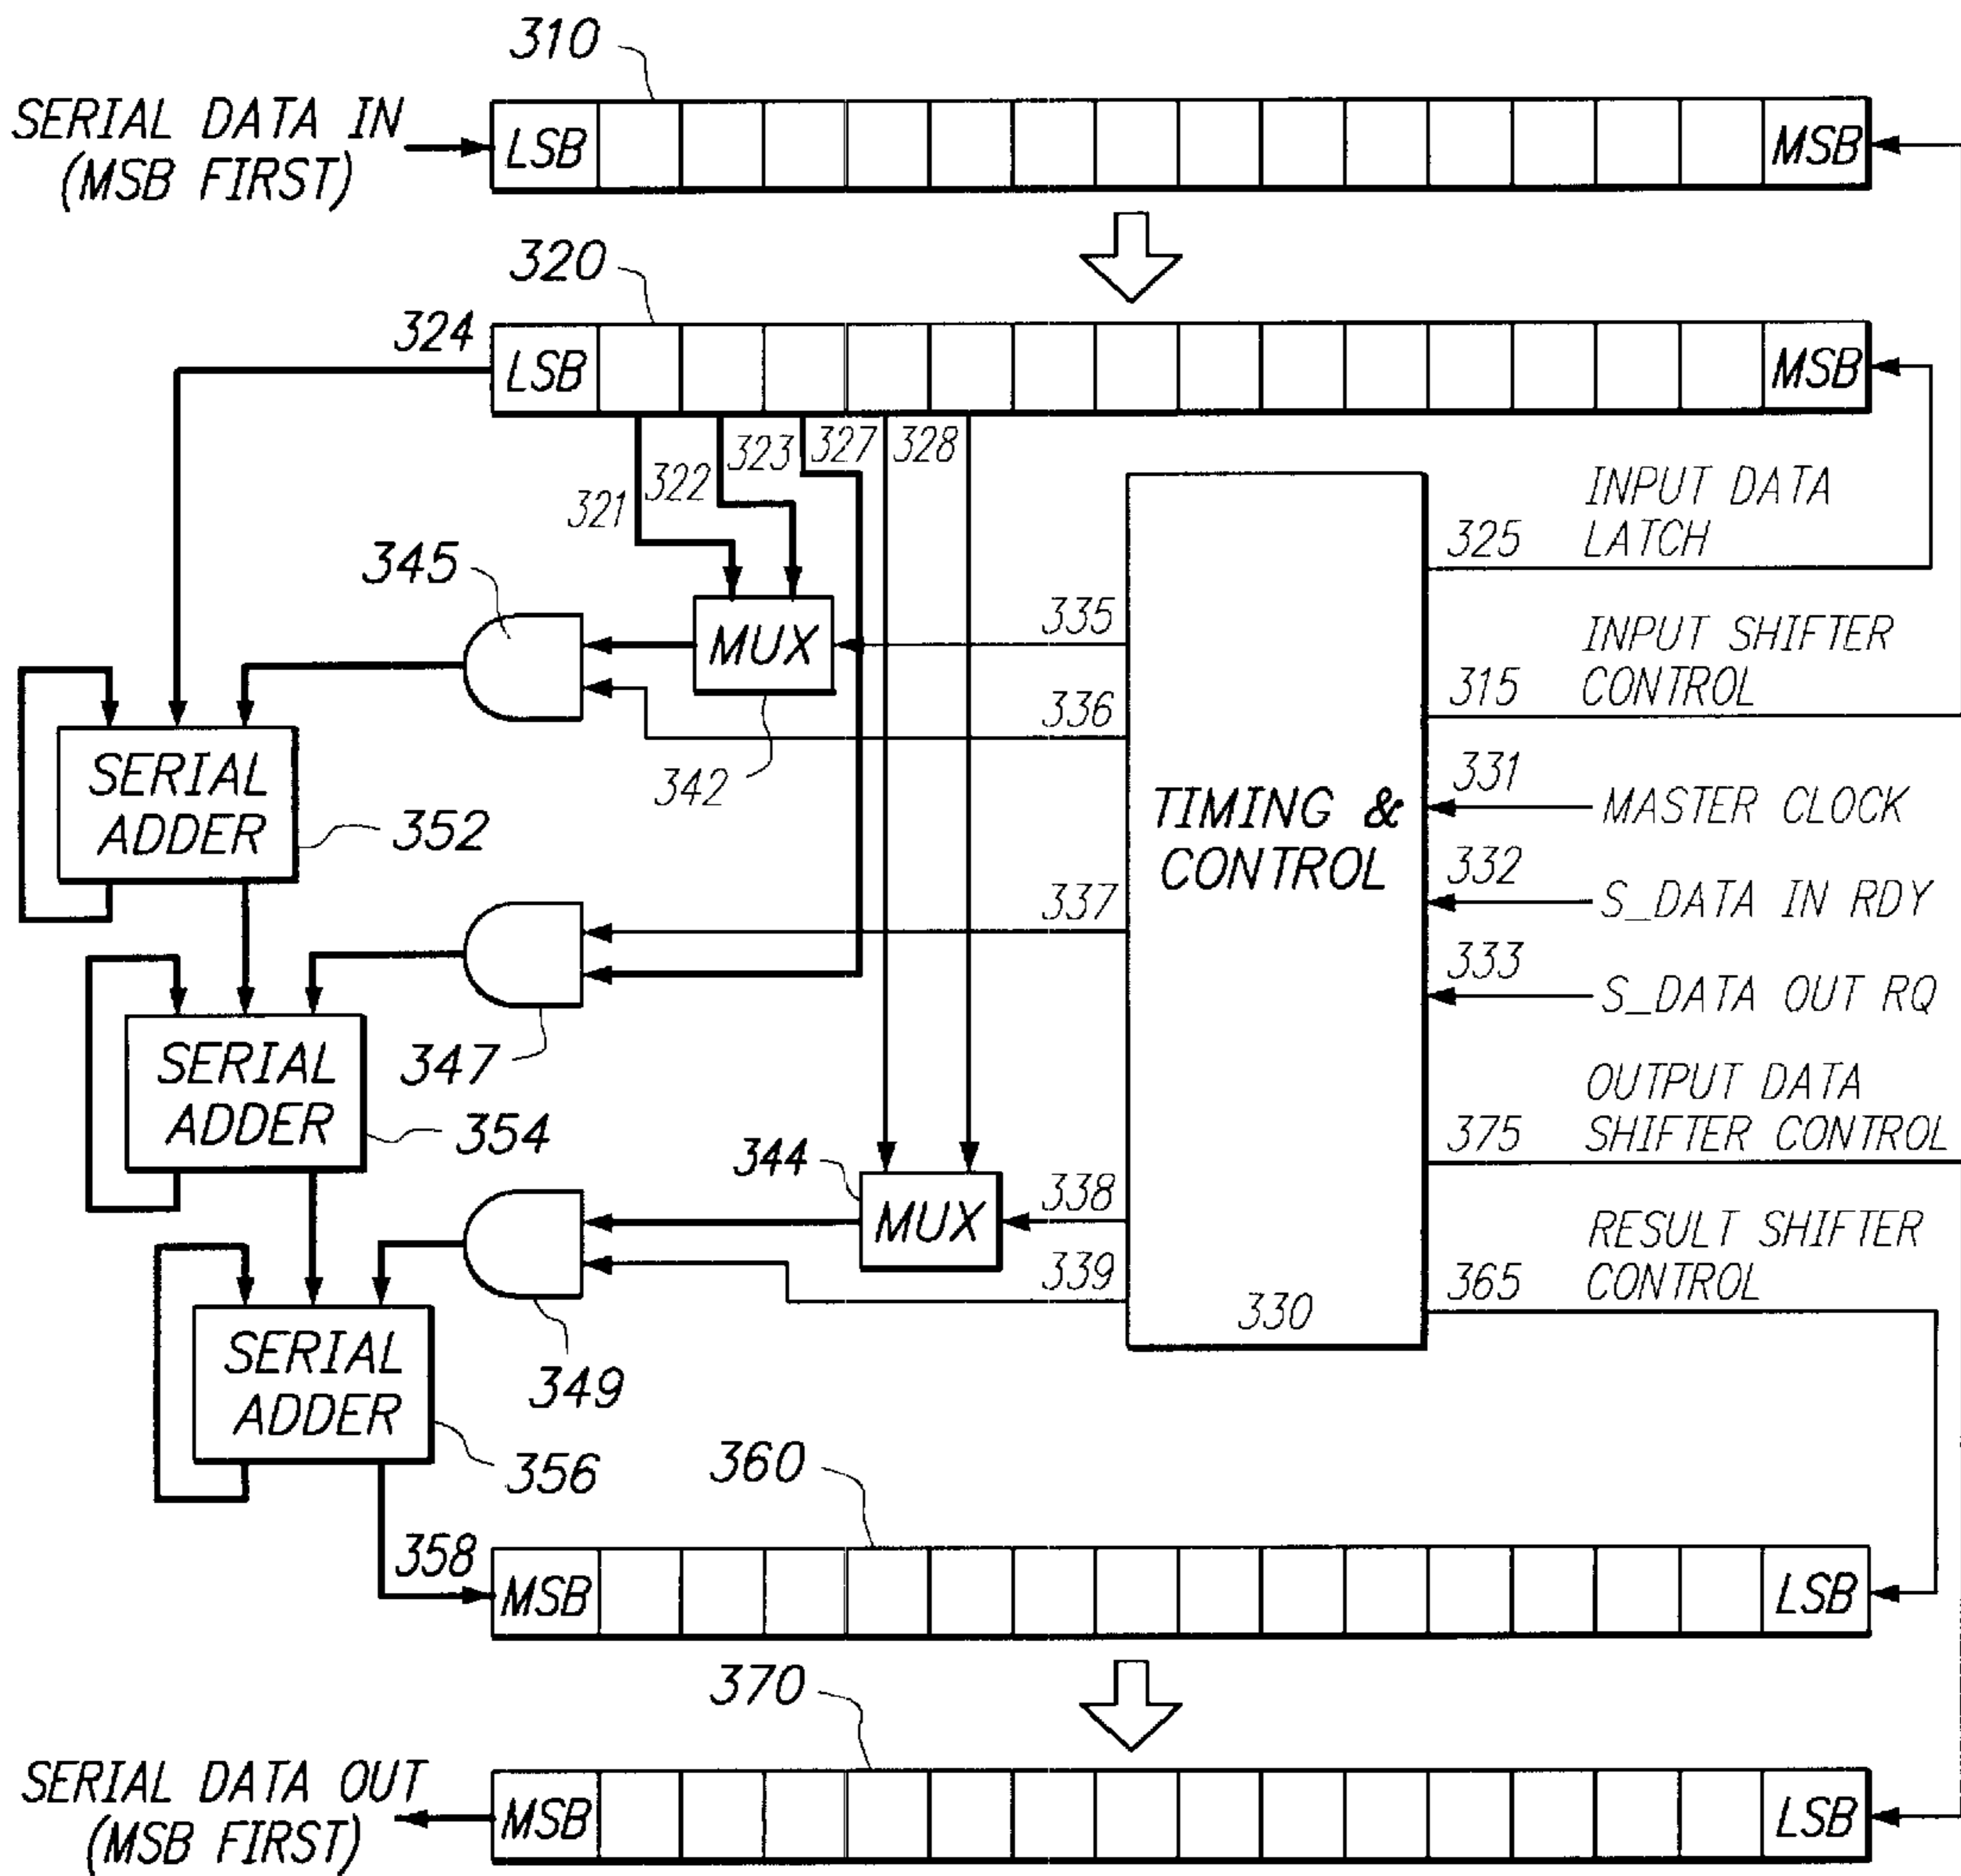 310
SERIAL DATA IN
(MSB FIRST)
LSB
MSB
320
324
LSB
MSB
321
322
323
327
328
INPUT DATA
325 LATCH
345
MUX
335
INPUT SHIFTER
315 CONTROL
336
342
SERIAL
ADDER
352
TIMING &
CONTROL
331
MASTER CLOCK
332
S_DATA IN RDY
337
333
S_DATA OUT RQ
347
SERIAL
ADDER
354
OUTPUT DATA
375 SHIFTER CONTROL
344
MUX
338
RESULT SHIFTER
365 CONTROL
339
330
349
SERIAL
ADDER
356
360
358
MSB
LSB
370
SERIAL DATA OUT
(MSB FIRST)
MSB
LSB